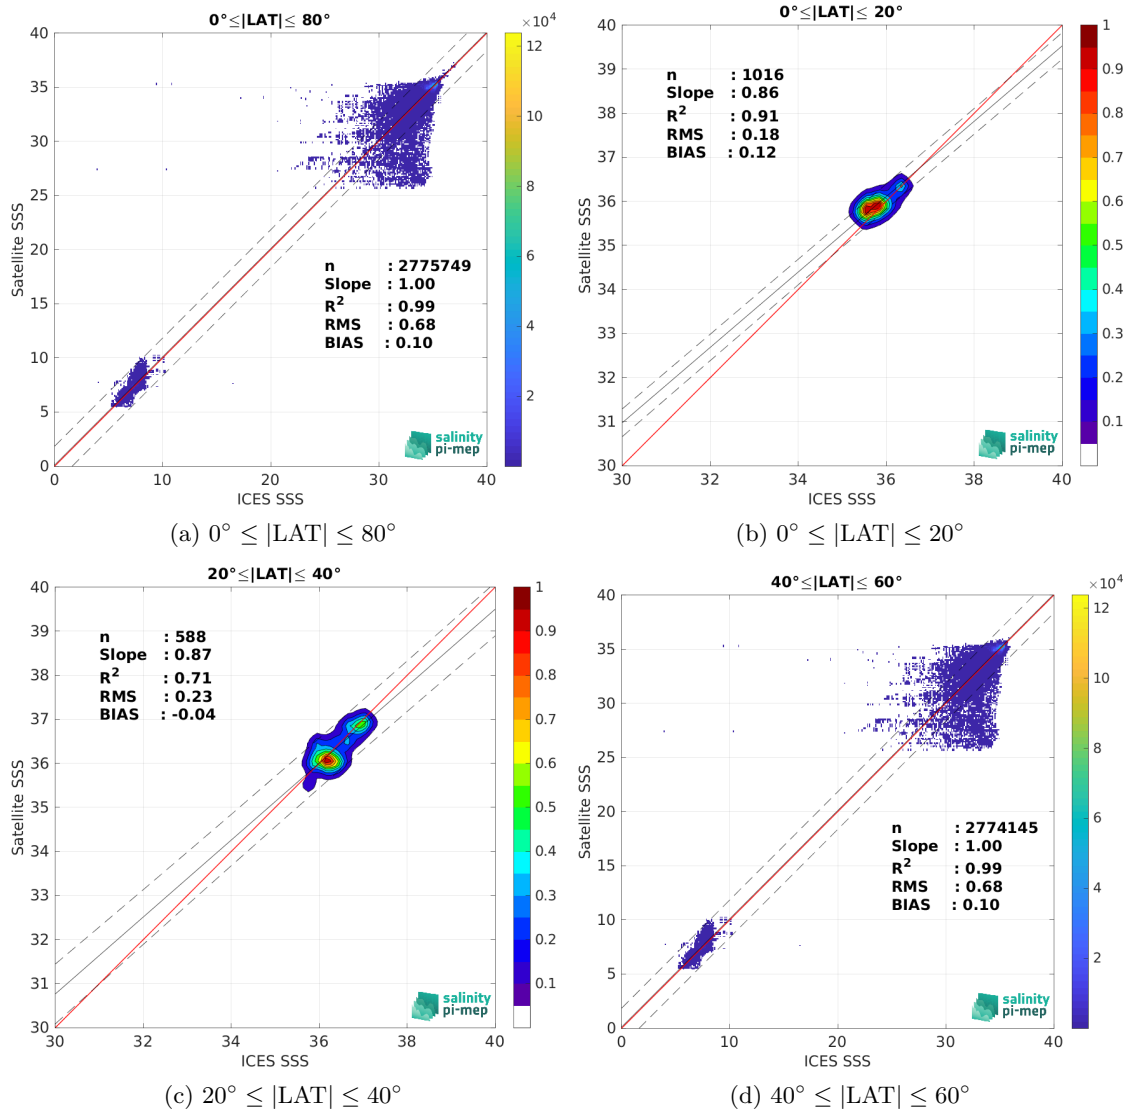 0°≤|LAT|≤ 80°
×10⁴
40
35
30
25
20
15
10
5
0
Satellite SSS
n : 2775749
Slope : 1.00
R² : 0.99
RMS : 0.68
BIAS : 0.10
salinity
pi-mep
12
10
8
6
4
2
0 10 20 30 40
ICES SSS
(a) 0° ≤ |LAT| ≤ 80°
0°≤|LAT|≤ 20°
40
39
38
37
36
35
34
33
32
31
30
Satellite SSS
n : 1016
Slope : 0.86
R² : 0.91
RMS : 0.18
BIAS : 0.12
salinity
pi-mep
1
0.9
0.8
0.7
0.6
0.5
0.4
0.3
0.2
0.1
30 32 34 36 38 40
ICES SSS
(b) 0° ≤ |LAT| ≤ 20°
20°≤|LAT|≤ 40°
40
39
38
37
36
35
34
33
32
31
30
Satellite SSS
n : 588
Slope : 0.87
R² : 0.71
RMS : 0.23
BIAS : -0.04
salinity
pi-mep
1
0.9
0.8
0.7
0.6
0.5
0.4
0.3
0.2
0.1
30 32 34 36 38 40
ICES SSS
(c) 20° ≤ |LAT| ≤ 40°
40°≤|LAT|≤ 60°
×10⁴
40
35
30
25
20
15
10
5
0
Satellite SSS
n : 2774145
Slope : 1.00
R² : 0.99
RMS : 0.68
BIAS : 0.10
salinity
pi-mep
12
10
8
6
4
2
0 10 20 30 40
ICES SSS
(d) 40° ≤ |LAT| ≤ 60°